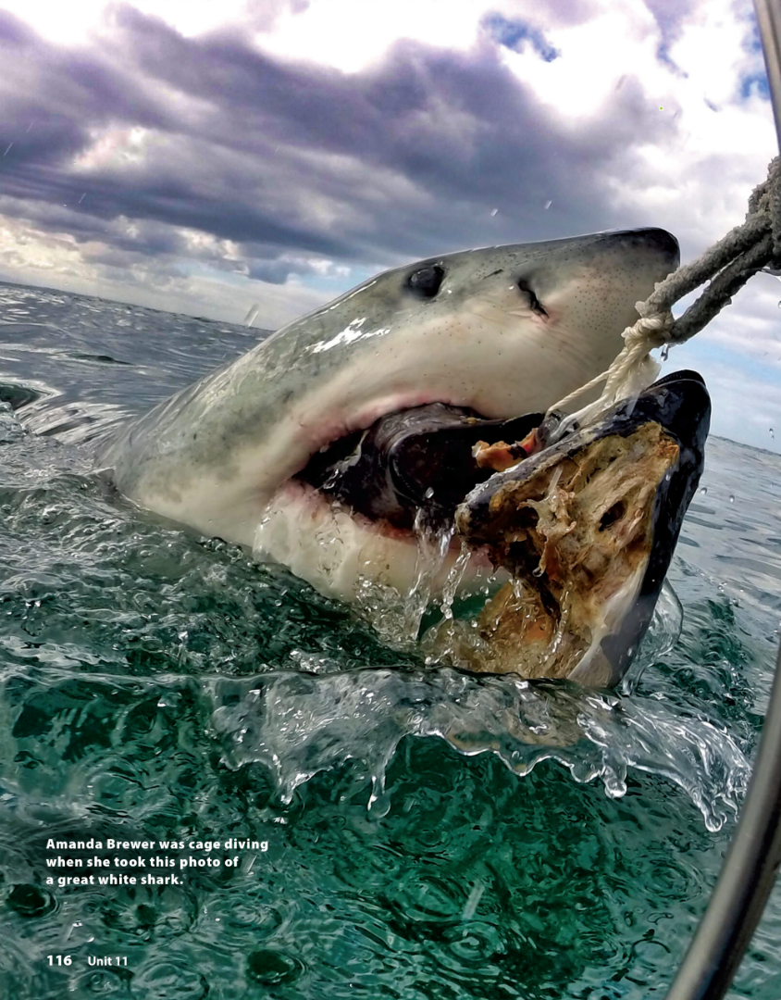 Amanda Brewer was cage diving
when she took this photo of
a great white shark.
116 Unit 11